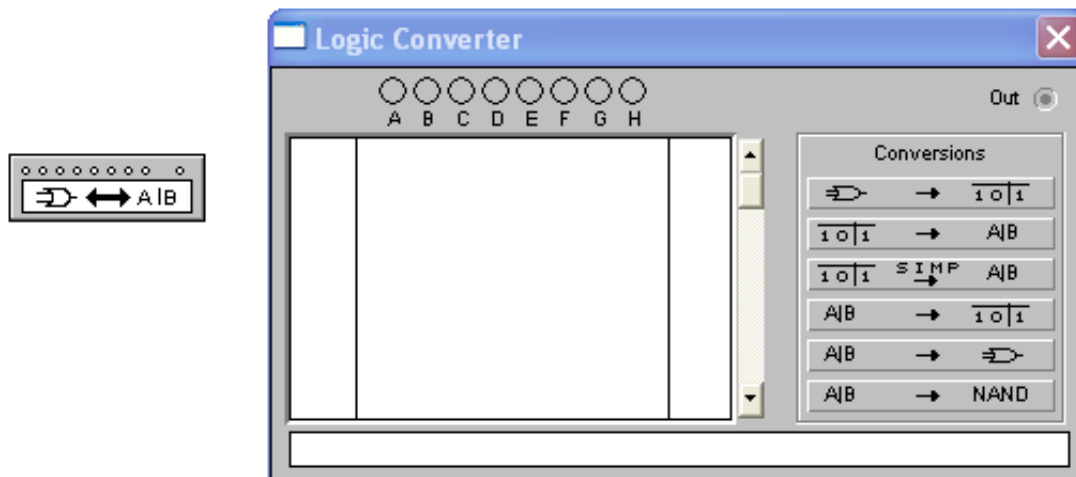 Logic Converter
A B C D E F G H
Out
A|B
Conversions
1 0|1
1 0|1 A|B
1 0|1 SIMP A|B
A|B 1 0|1
A|B
A|B NAND